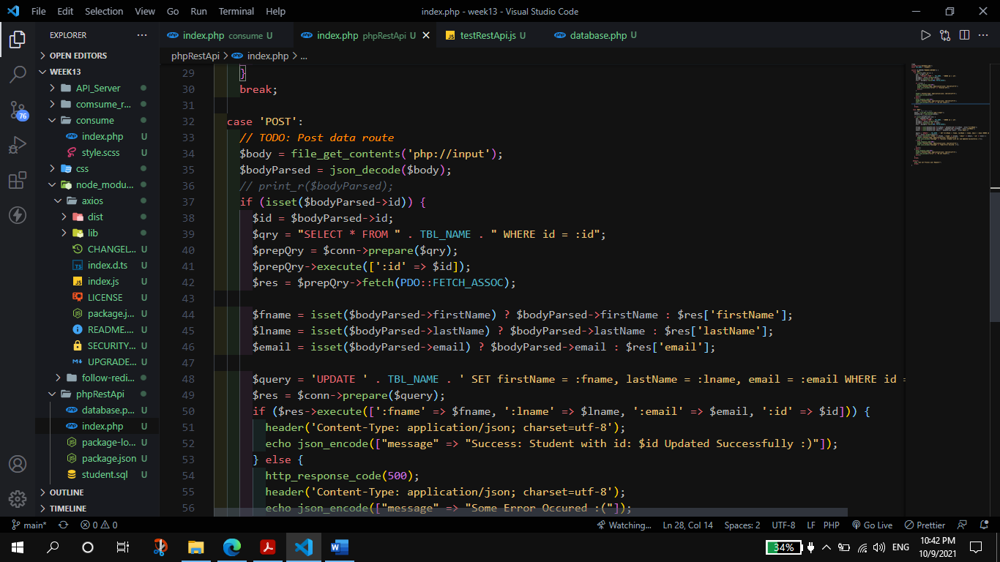 File Edit Selection View Go Run Terminal Help index.php - week13 - Visual Studio Code
EXPLORER ...
index.php consume U index.php phpRestApi U testRestApi.js U database.php U
phpRestApi > index.php > ...
OPEN EDITORS
WEEK13
API_Server
comsume_r...
consume
index.php U
style.scss U
css
node_modu...
axios
dist
lib
CHANGEL... U
index.d.ts U
index.js U
LICENSE U
package.j... U
README.... U
SECURITY... U
UPGRADE... U
follow-redi...
phpRestApi
database.p... U
index.php U
package-lo... U
package.json U
student.sql U
OUTLINE
TIMELINE
76
29 }
30 break;
31
32 case 'POST':
33 // TODO: Post data route
34 $body = file_get_contents('php://input');
35 $bodyParsed = json_decode($body);
36 // print_r($bodyParsed);
37 if (isset($bodyParsed->id)) {
38 $id = $bodyParsed->id;
39 $qry = "SELECT * FROM " . TBL_NAME . " WHERE id = :id";
40 $prepQry = $conn->prepare($qry);
41 $prepQry->execute([':id' => $id]);
42 $res = $prepQry->fetch(PDO::FETCH_ASSOC);
43
44 $fname = isset($bodyParsed->firstName) ? $bodyParsed->firstName : $res['firstName'];
45 $lname = isset($bodyParsed->lastName) ? $bodyParsed->lastName : $res['lastName'];
46 $email = isset($bodyParsed->email) ? $bodyParsed->email : $res['email'];
47
48 $query = 'UPDATE ' . TBL_NAME . ' SET firstName = :fname, lastName = :lname, email = :email WHERE id =
49 $res = $conn->prepare($query);
50 if ($res->execute([':fname' => $fname, ':lname' => $lname, ':email' => $email, ':id' => $id])) {
51 header('Content-Type: application/json; charset=utf-8');
52 echo json_encode(["message" => "Success: Student with id: $id Updated Successfully :)"]);
53 } else {
54 http_response_code(500);
55 header('Content-Type: application/json; charset=utf-8');
56 echo json_encode(["message" => "Some Error Occured :("]);
main* 0 0 Watching... Ln 28, Col 14 Spaces: 2 UTF-8 LF PHP Go Live Prettier
34% ENG 10:42 PM
10/9/2021